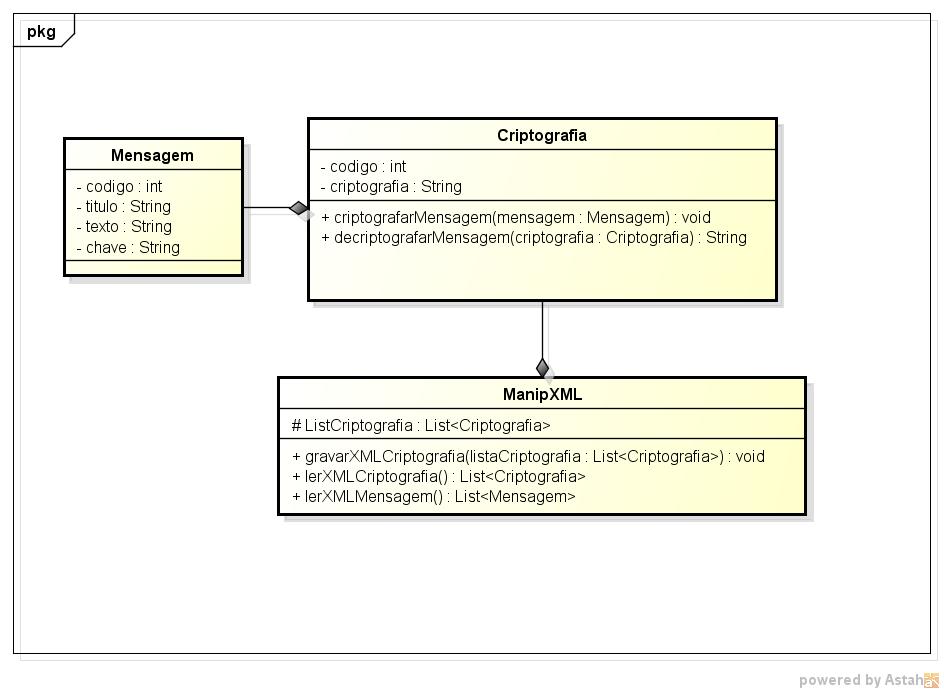 pkg
Mensagem
- codigo : int
- titulo : String
- texto : String
- chave : String
Criptografia
- codigo : int
- criptografia : String
+ criptografarMensagem(mensagem : Mensagem) : void
+ decriptografarMensagem(criptografia : Criptografia) : String
ManipXML
# ListCriptografia : List<Criptografia>
+ gravarXMLCriptografia(listaCriptografia : List<Criptografia>) : void
+ lerXMLCriptografia() : List<Criptografia>
+ lerXMLMensagem() : List<Mensagem>
powered by Astah